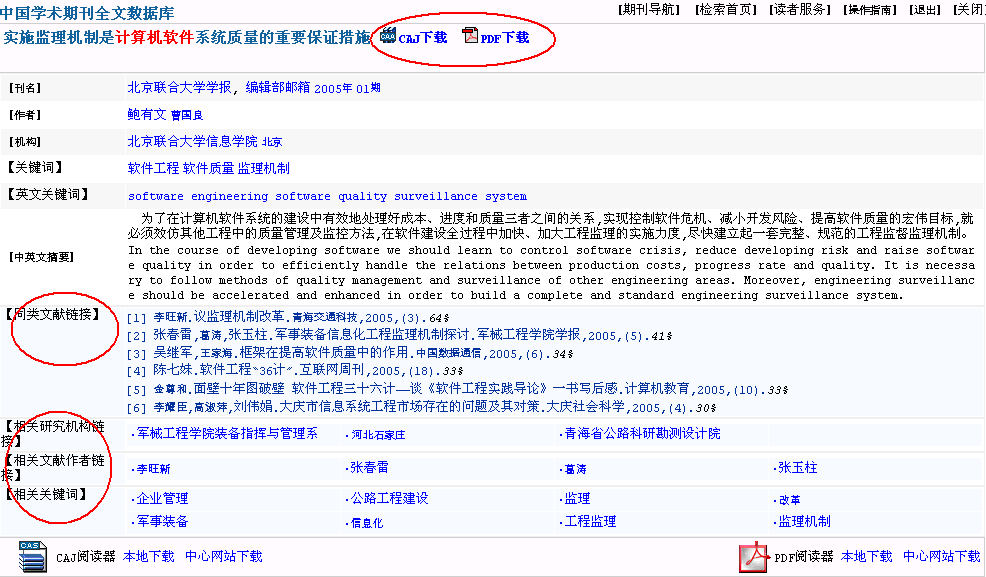 中国学术期刊全文数据库 [期刊导航] [检索首页] [读者服务] [操作指南] [退出] [关闭]
实施监理机制是计算机软件系统质量的重要保证措施 CAJ下载 PDF下载
【刊名】 北京联合大学学报, 编辑部邮箱 2005年 01期
【作者】 鲍有文 曹国良
【机构】 北京联合大学信息学院 北京
【关键词】 软件工程 软件质量 监理机制
【英文关键词】 software engineering software quality surveillance system
【中英文摘要】 为了在计算机软件系统的建设中有效地处理好成本、进度和质量三者之间的关系,实现控制软件危机、减小开发风险、提高软件质量的宏伟目标,就
必须效仿其他工程中的质量管理及监控方法,在软件建设全过程中加快、加大工程监理的实施力度,尽快建立起一套完整、规范的工程监督监理机制。
In the course of developing software we should learn to control software crisis, reduce developing risk and raise softwar
e quality in order to efficiently handle the relations between production costs, progress rate and quality. It is necessa
ry to follow methods of quality management and surveillance of other engineering areas. Moreover, engineering surveillanc
e should be accelerated and enhanced in order to build a complete and standard engineering surveillance system.
【同类文献链接】 [1] 李旺新.议监理机制改革.青海交通科技,2005,(3).64%
[2] 张春雷,葛涛,张玉柱.军事装备信息化工程监理机制探讨.军械工程学院学报,2005,(5).41%
[3] 吴继军,王家海.框架在提高软件质量中的作用.中国数据通信,2005,(6).34%
[4] 陈七妹.软件工程“36计”.互联网周刊,2005,(18).33%
[5] 金尊和.面壁十年图破壁 软件工程三十六计——谈《软件工程实践导论》一书写后感.计算机教育,2005,(10).33%
[6] 李耀臣,高淑萍,刘伟娟.大庆市信息系统工程市场存在的问题及其对策.大庆社会科学,2005,(4).30%
【相关研究机构链
接】 ·军械工程学院装备指挥与管理系 ·河北石家庄 ·青海省公路科研勘测设计院
【相关文献作者链
接】 ·李旺新 ·张春雷 ·葛涛 ·张玉柱
【相关关键词】 ·企业管理 ·公路工程建设 ·监理 ·改革
·军事装备 ·信息化 ·工程监理 ·监理机制
CAJ阅读器 本地下载 中心网站下载 PDF阅读器 本地下载 中心网站下载